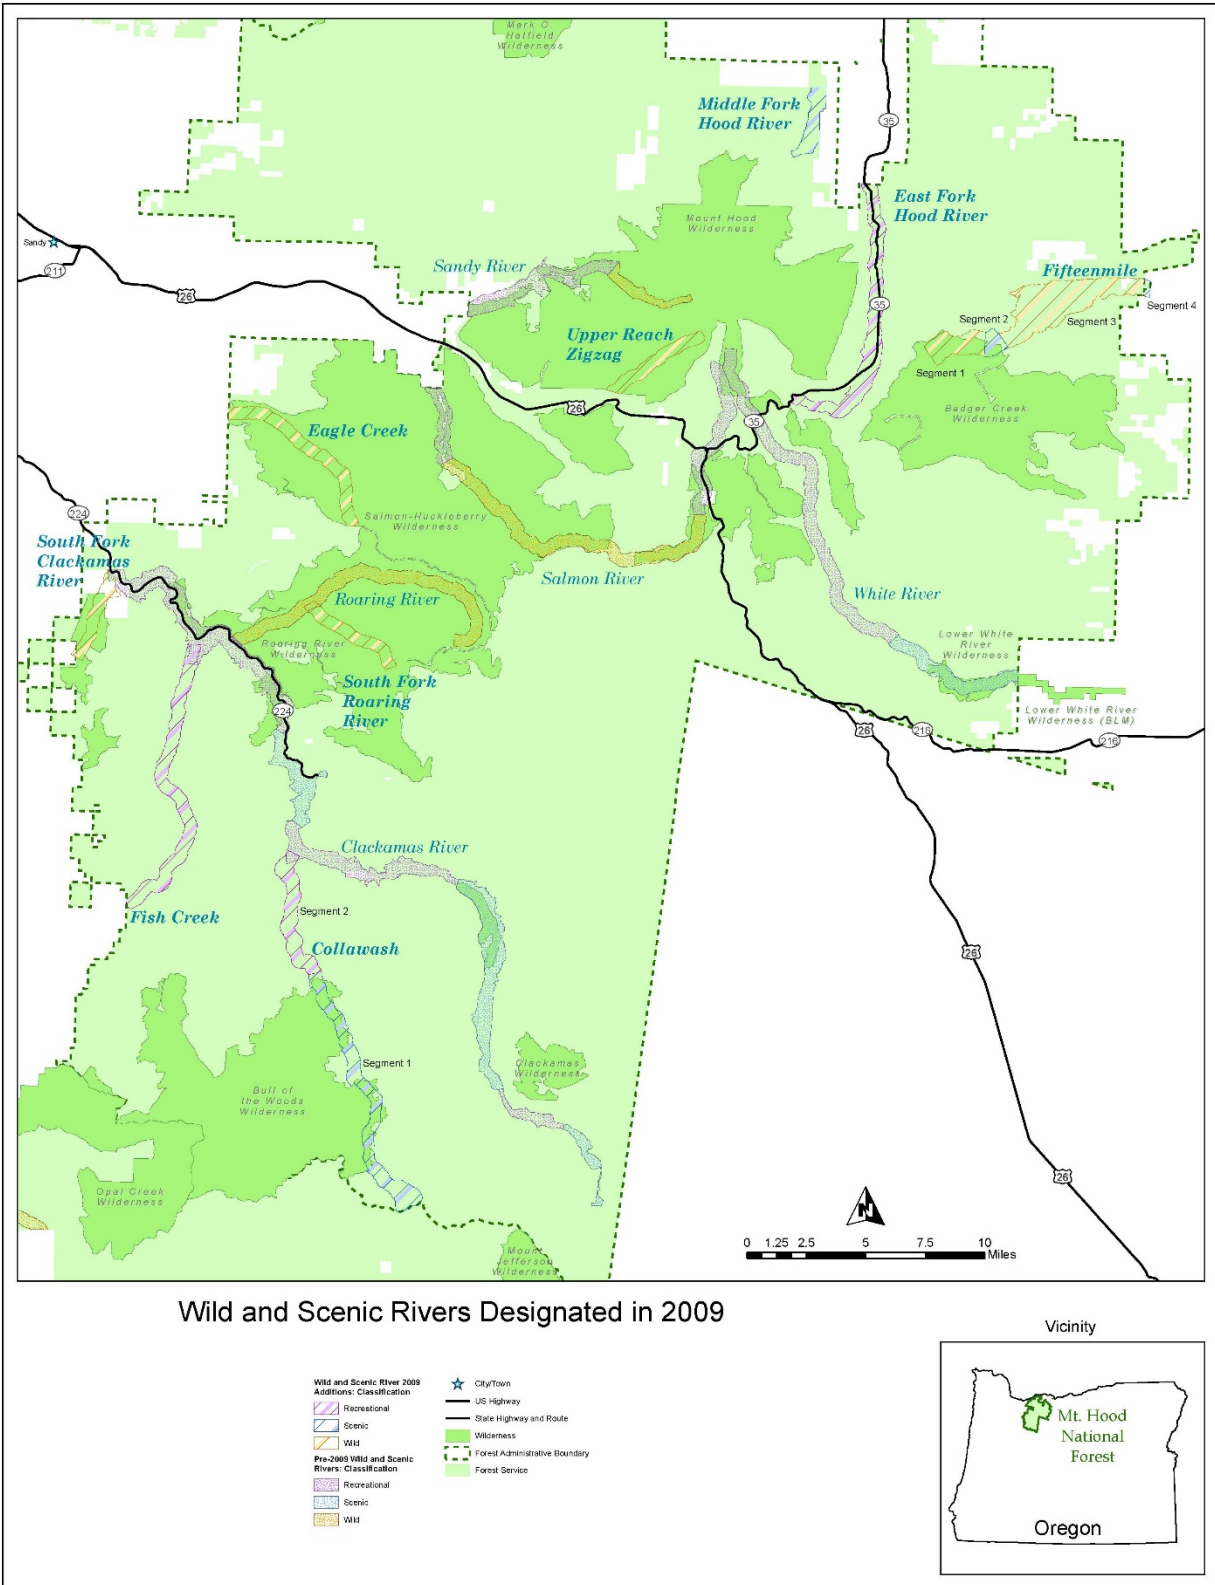 Mark O
Hatfield
Wilderness
Middle Fork
Hood River
35
East Fork
Hood River
Mount Hood
Wilderness
Sandy
211
26
Sandy River
Fifteenmile
Segment 4
Segment 2
Segment 3
35
Upper Reach
Zigzag
Segment 1
26
Badger Creek
Wilderness
35
Eagle Creek
224
Salmon-Huckleberry
Wilderness
South Fork
Clackamas
River
Salmon River
Roaring River
White River
Roaring River
Wilderness
Lower White
River
Wilderness
South Fork
Roaring
River
224
Lower White River
Wilderness (BLM)
26
216
216
Clackamas River
Segment 2
Fish Creek
Collawash
26
Segment 1
Clackamas
Wilderness
Bull of
the Woods
Wilderness
26
Opal Creek
Wilderness
N
Mount
Jefferson
Wilderness
0 1.25 2.5 5 7.5 10
Miles
Wild and Scenic Rivers Designated in 2009
Wild and Scenic River 2009
Additions: Classification
Recreational
Scenic
Wild
Pre-2009 Wild and Scenic
Rivers: Classification
Recreational
Scenic
Wild
City/Town
US Highway
State Highway and Route
Wilderness
Forest Administrative Boundary
Forest Service
Vicinity
Mt. Hood
National
Forest
Oregon